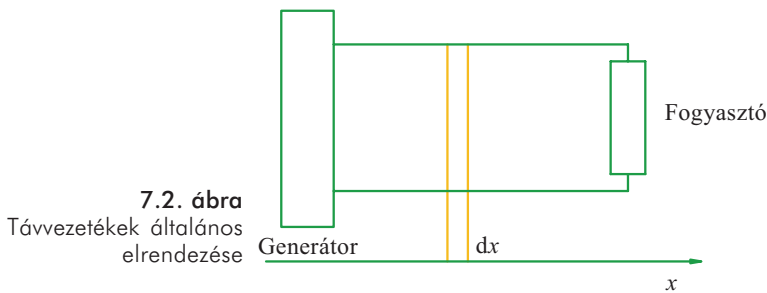 Fogyasztó
7.2. ábra
Távvezetékek általános
elrendezése
Generátor
dx
x